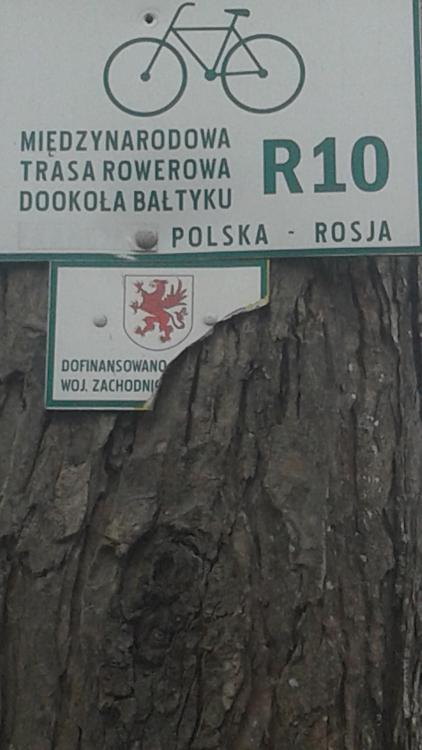 MIĘDZYNARODOWA
TRASA ROWEROWA
DOOKOŁA BAŁTYKU
R10
POLSKA - ROSJA
DOFINANSOWANO
WOJ. ZACHODNI